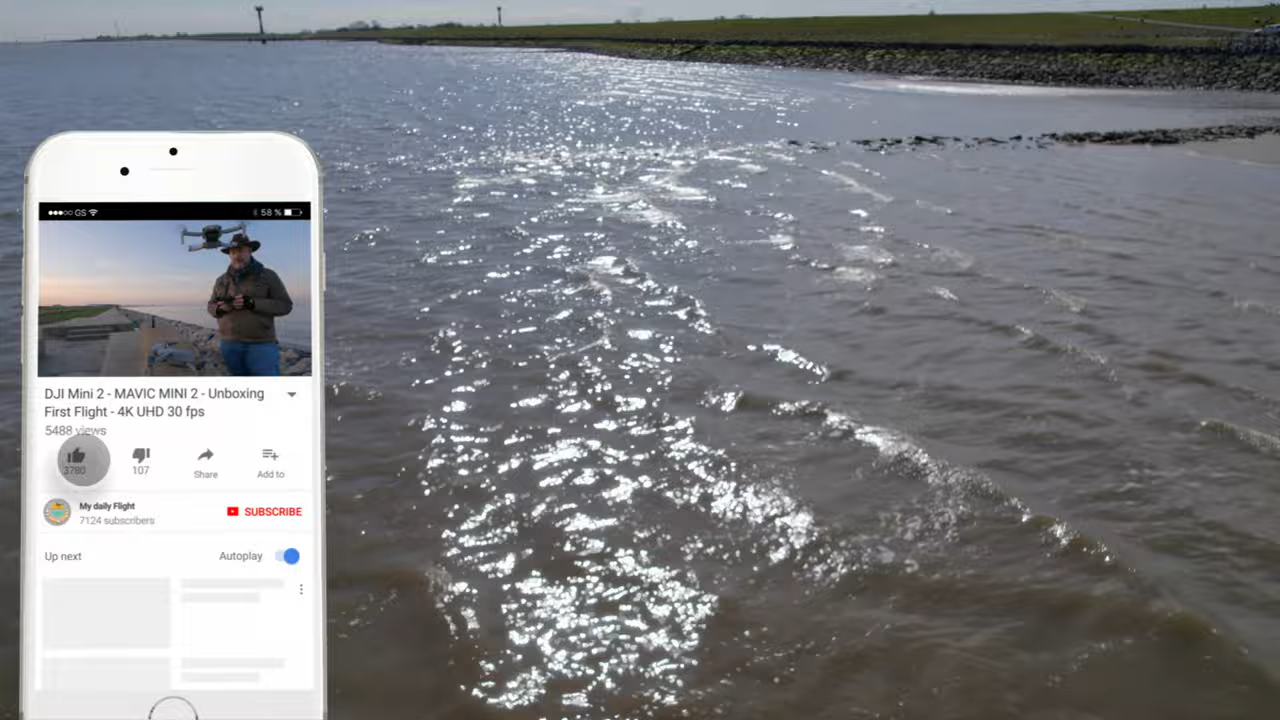 GS
58 %
DJI Mini 2 - MAVIC MINI 2 - Unboxing
First Flight - 4K UHD 30 fps
5488 views
3780
107
Share
Add to
My daily Flight
7124 subscribers
SUBSCRIBE
Up next
Autoplay